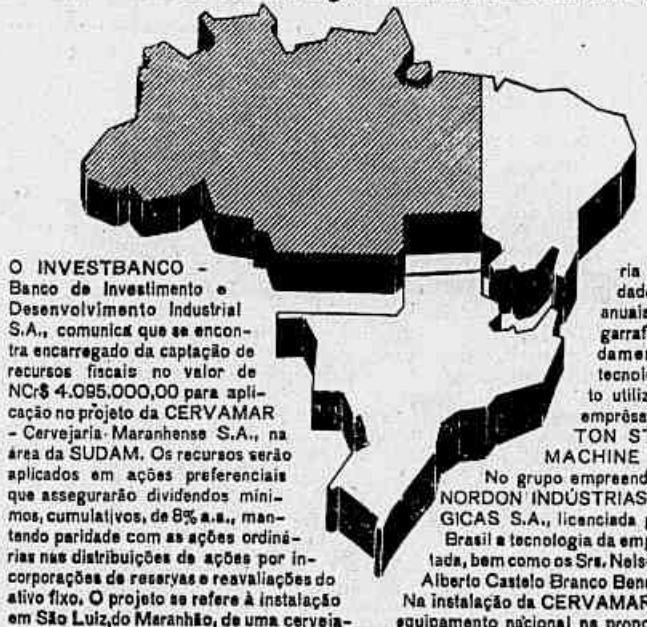 O INVESTBANCO -
Banco de Investimento e
Desenvolvimento Industrial
S.A., comunica que se encon-
tra encarregado da captação de
recursos fiscais no valor de
NCr$ 4.095.000,00 para apli-
cação no projeto da CERVAMAR
- Cervejaria Maranhense S.A., na
área da SUDAM. Os recursos serão
aplicados em ações preferenciais
que assegurarão dividendos míni-
mos, cumulativos, de 8% a.a., man-
tendo paridade com as ações ordiná-
rias nas distribuições de ações por in-
corporações de reservas e reavaliações do
ativo fixo. O projeto se refere à instalação
em São Luiz,do Maranhão, de uma cerveja-
ria
dade
anuais
garraf
damen
tecnolo
to utiliz
emprêsa
TON ST
MACHINE
No grupo empreend
NORDON INDÚSTRIAS
GICAS S.A., licenciada p
Brasil a tecnologia da emp
tada, bem como os Srs. Nels
Alberto Castelo Branco Ben
Na instalação da CERVAMAR
equipamento nacional na propo